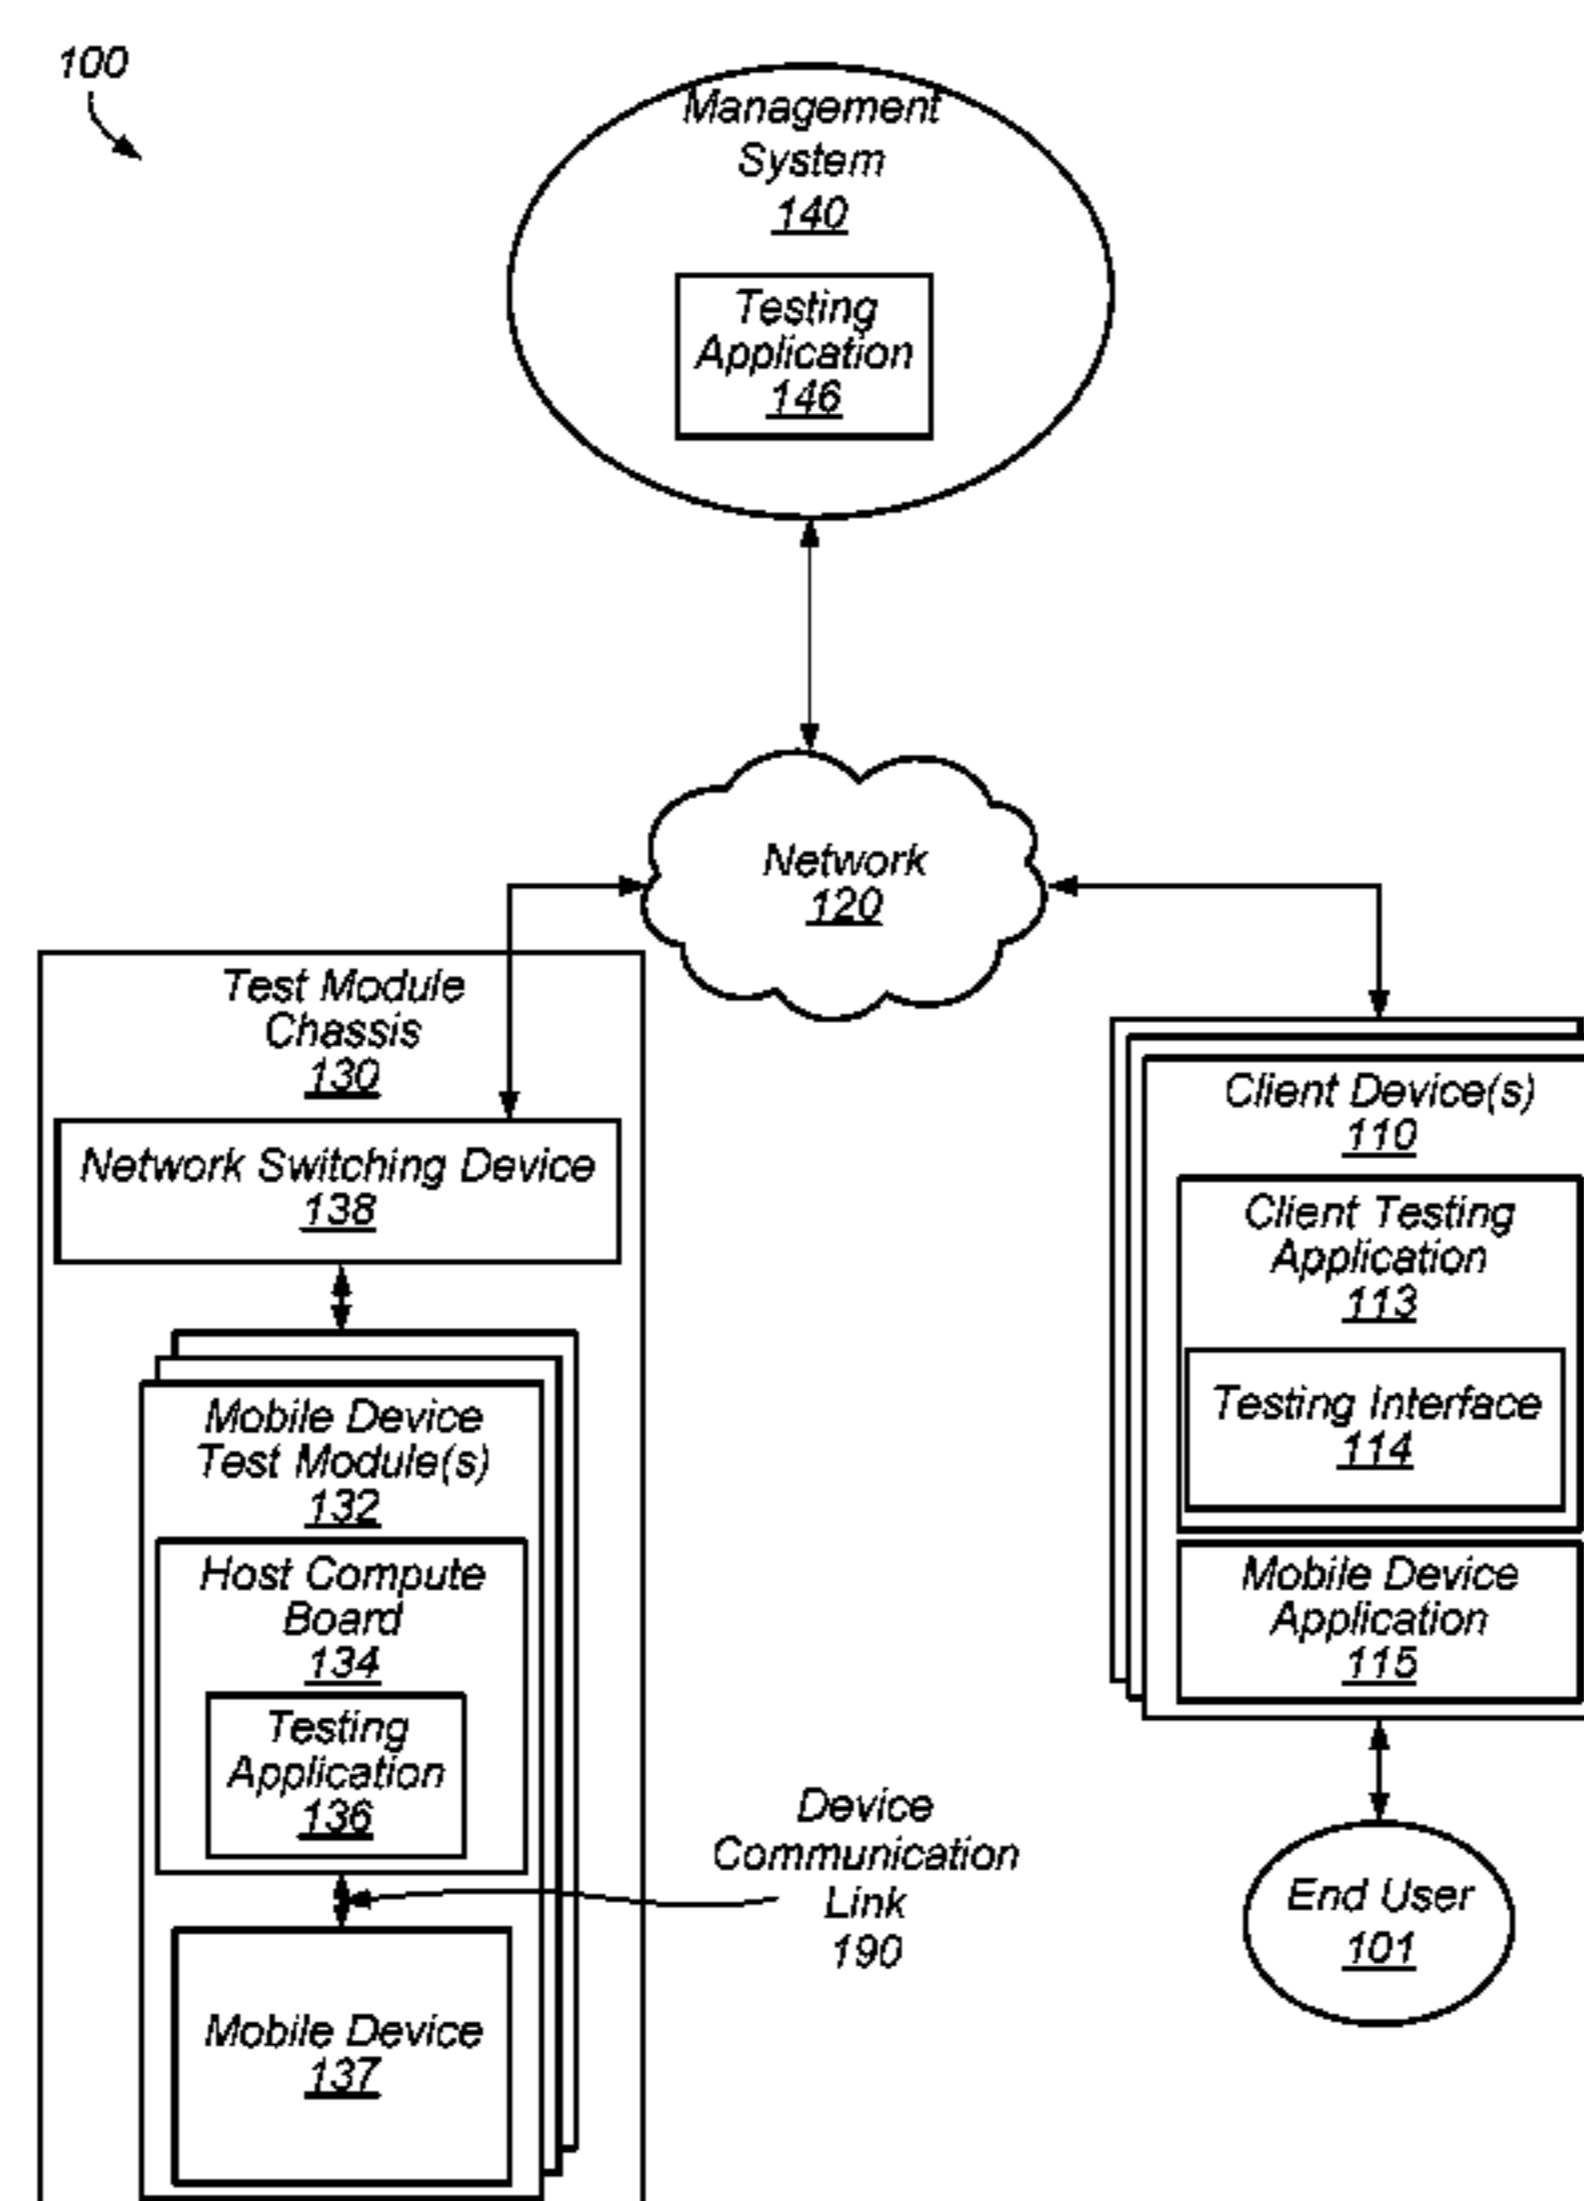 100
Management
System
140
Testing
Application
146
Network
120
Test Module
Chassis
130
Network Switching Device
138
Mobile Device
Test Module(s)
132
Host Compute
Board
134
Testing
Application
136
Device
Communication
Link
190
Mobile Device
137
Client Device(s)
110
Client Testing
Application
113
Testing Interface
114
Mobile Device
Application
115
End User
101